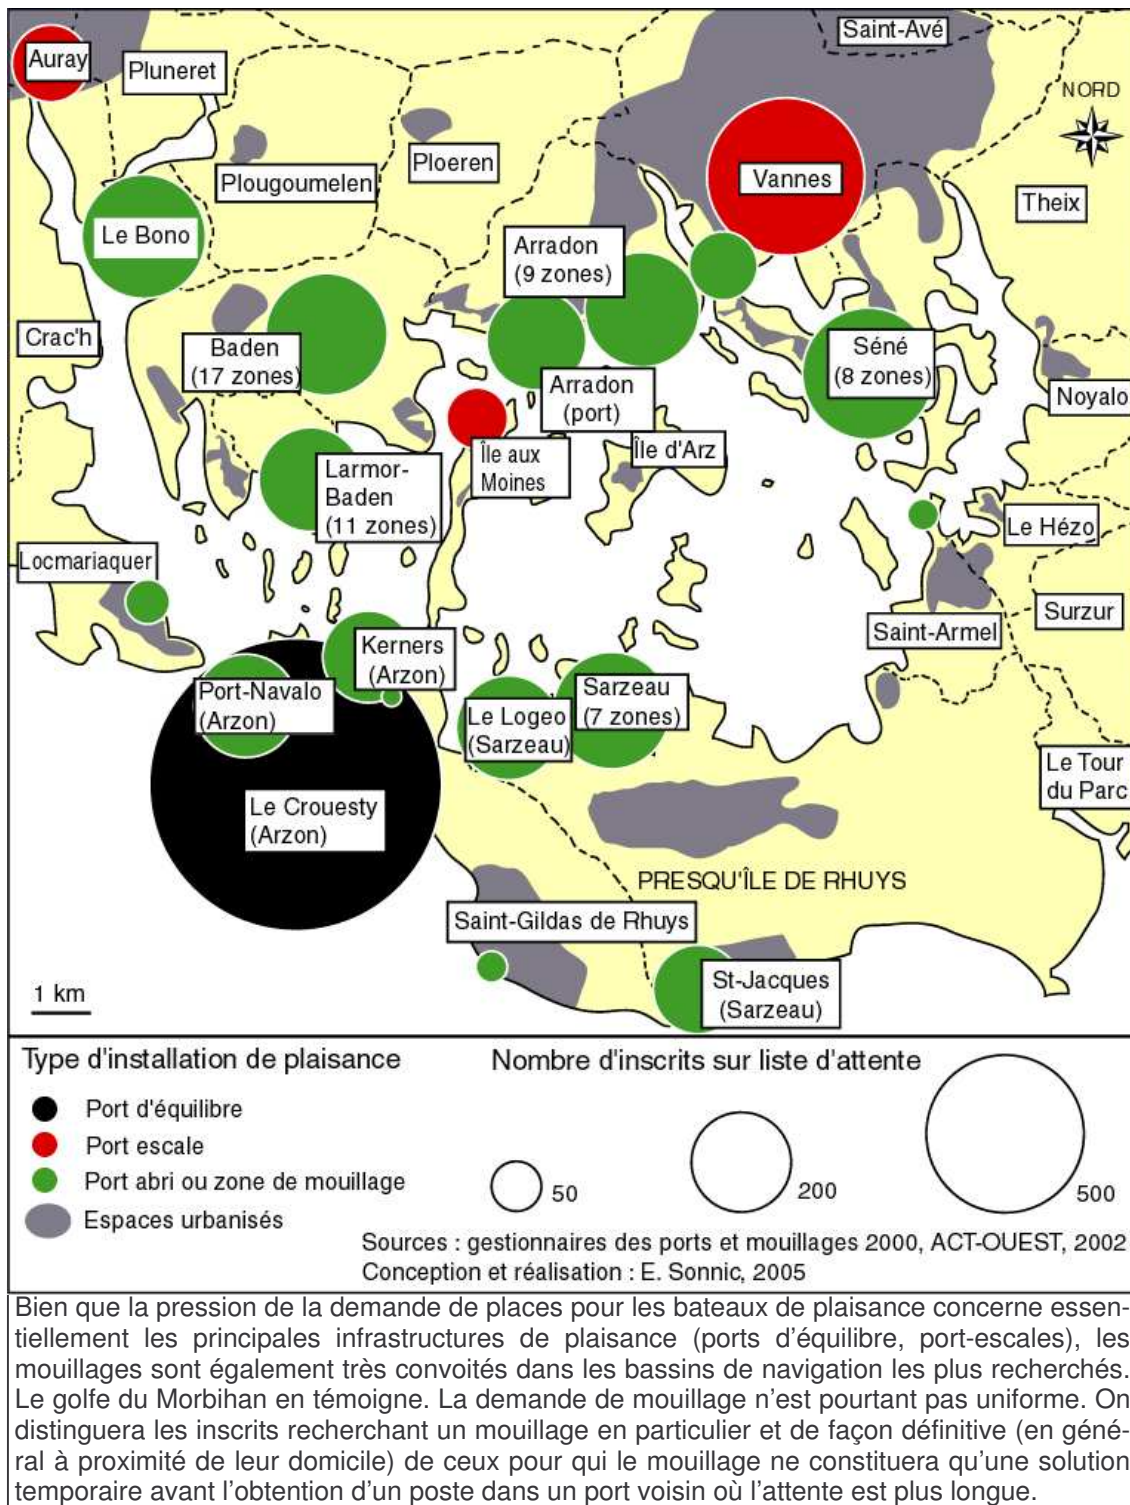 Saint-Avé
Auray
Pluneret
NORD
Ploeren
Plougoumelen
Vannes
Theix
Le Bono
Arradon
(9 zones)
Crac'h
Baden
(17 zones)
Séné
(8 zones)
Arradon
(port)
Noyalo
Île d'Arz
Île aux
Moines
Larmor-
Baden
(11 zones)
Le Hézo
Locmariaquer
Surzur
Saint-Armel
Kerners
(Arzon)
Port-Navalo
(Arzon)
Sarzeau
(7 zones)
Le Logeo
(Sarzeau)
Le Tour
du Parc
Le Crouesty
(Arzon)
PRESQU'ÎLE DE RHUYS
Saint-Gildas de Rhuys
St-Jacques
(Sarzeau)
1 km
Type d'installation de plaisance
Port d'équilibre
Port escale
Port abri ou zone de mouillage
Espaces urbanisés
Nombre d'inscrits sur liste d'attente
50
200
500
Sources : gestionnaires des ports et mouillages 2000, ACT-OUEST, 2002
Conception et réalisation : E. Sonnic, 2005
Bien que la pression de la demande de places pour les bateaux de plaisance concerne essen-
tiellement les principales infrastructures de plaisance (ports d'équilibre, port-escales), les
mouillages sont également très convoités dans les bassins de navigation les plus recherchés.
Le golfe du Morbihan en témoigne. La demande de mouillage n'est pourtant pas uniforme. On
distinguera les inscrits recherchant un mouillage en particulier et de façon définitive (en géné-
ral à proximité de leur domicile) de ceux pour qui le mouillage ne constituera qu'une solution
temporaire avant l'obtention d'un poste dans un port voisin où l'attente est plus longue.